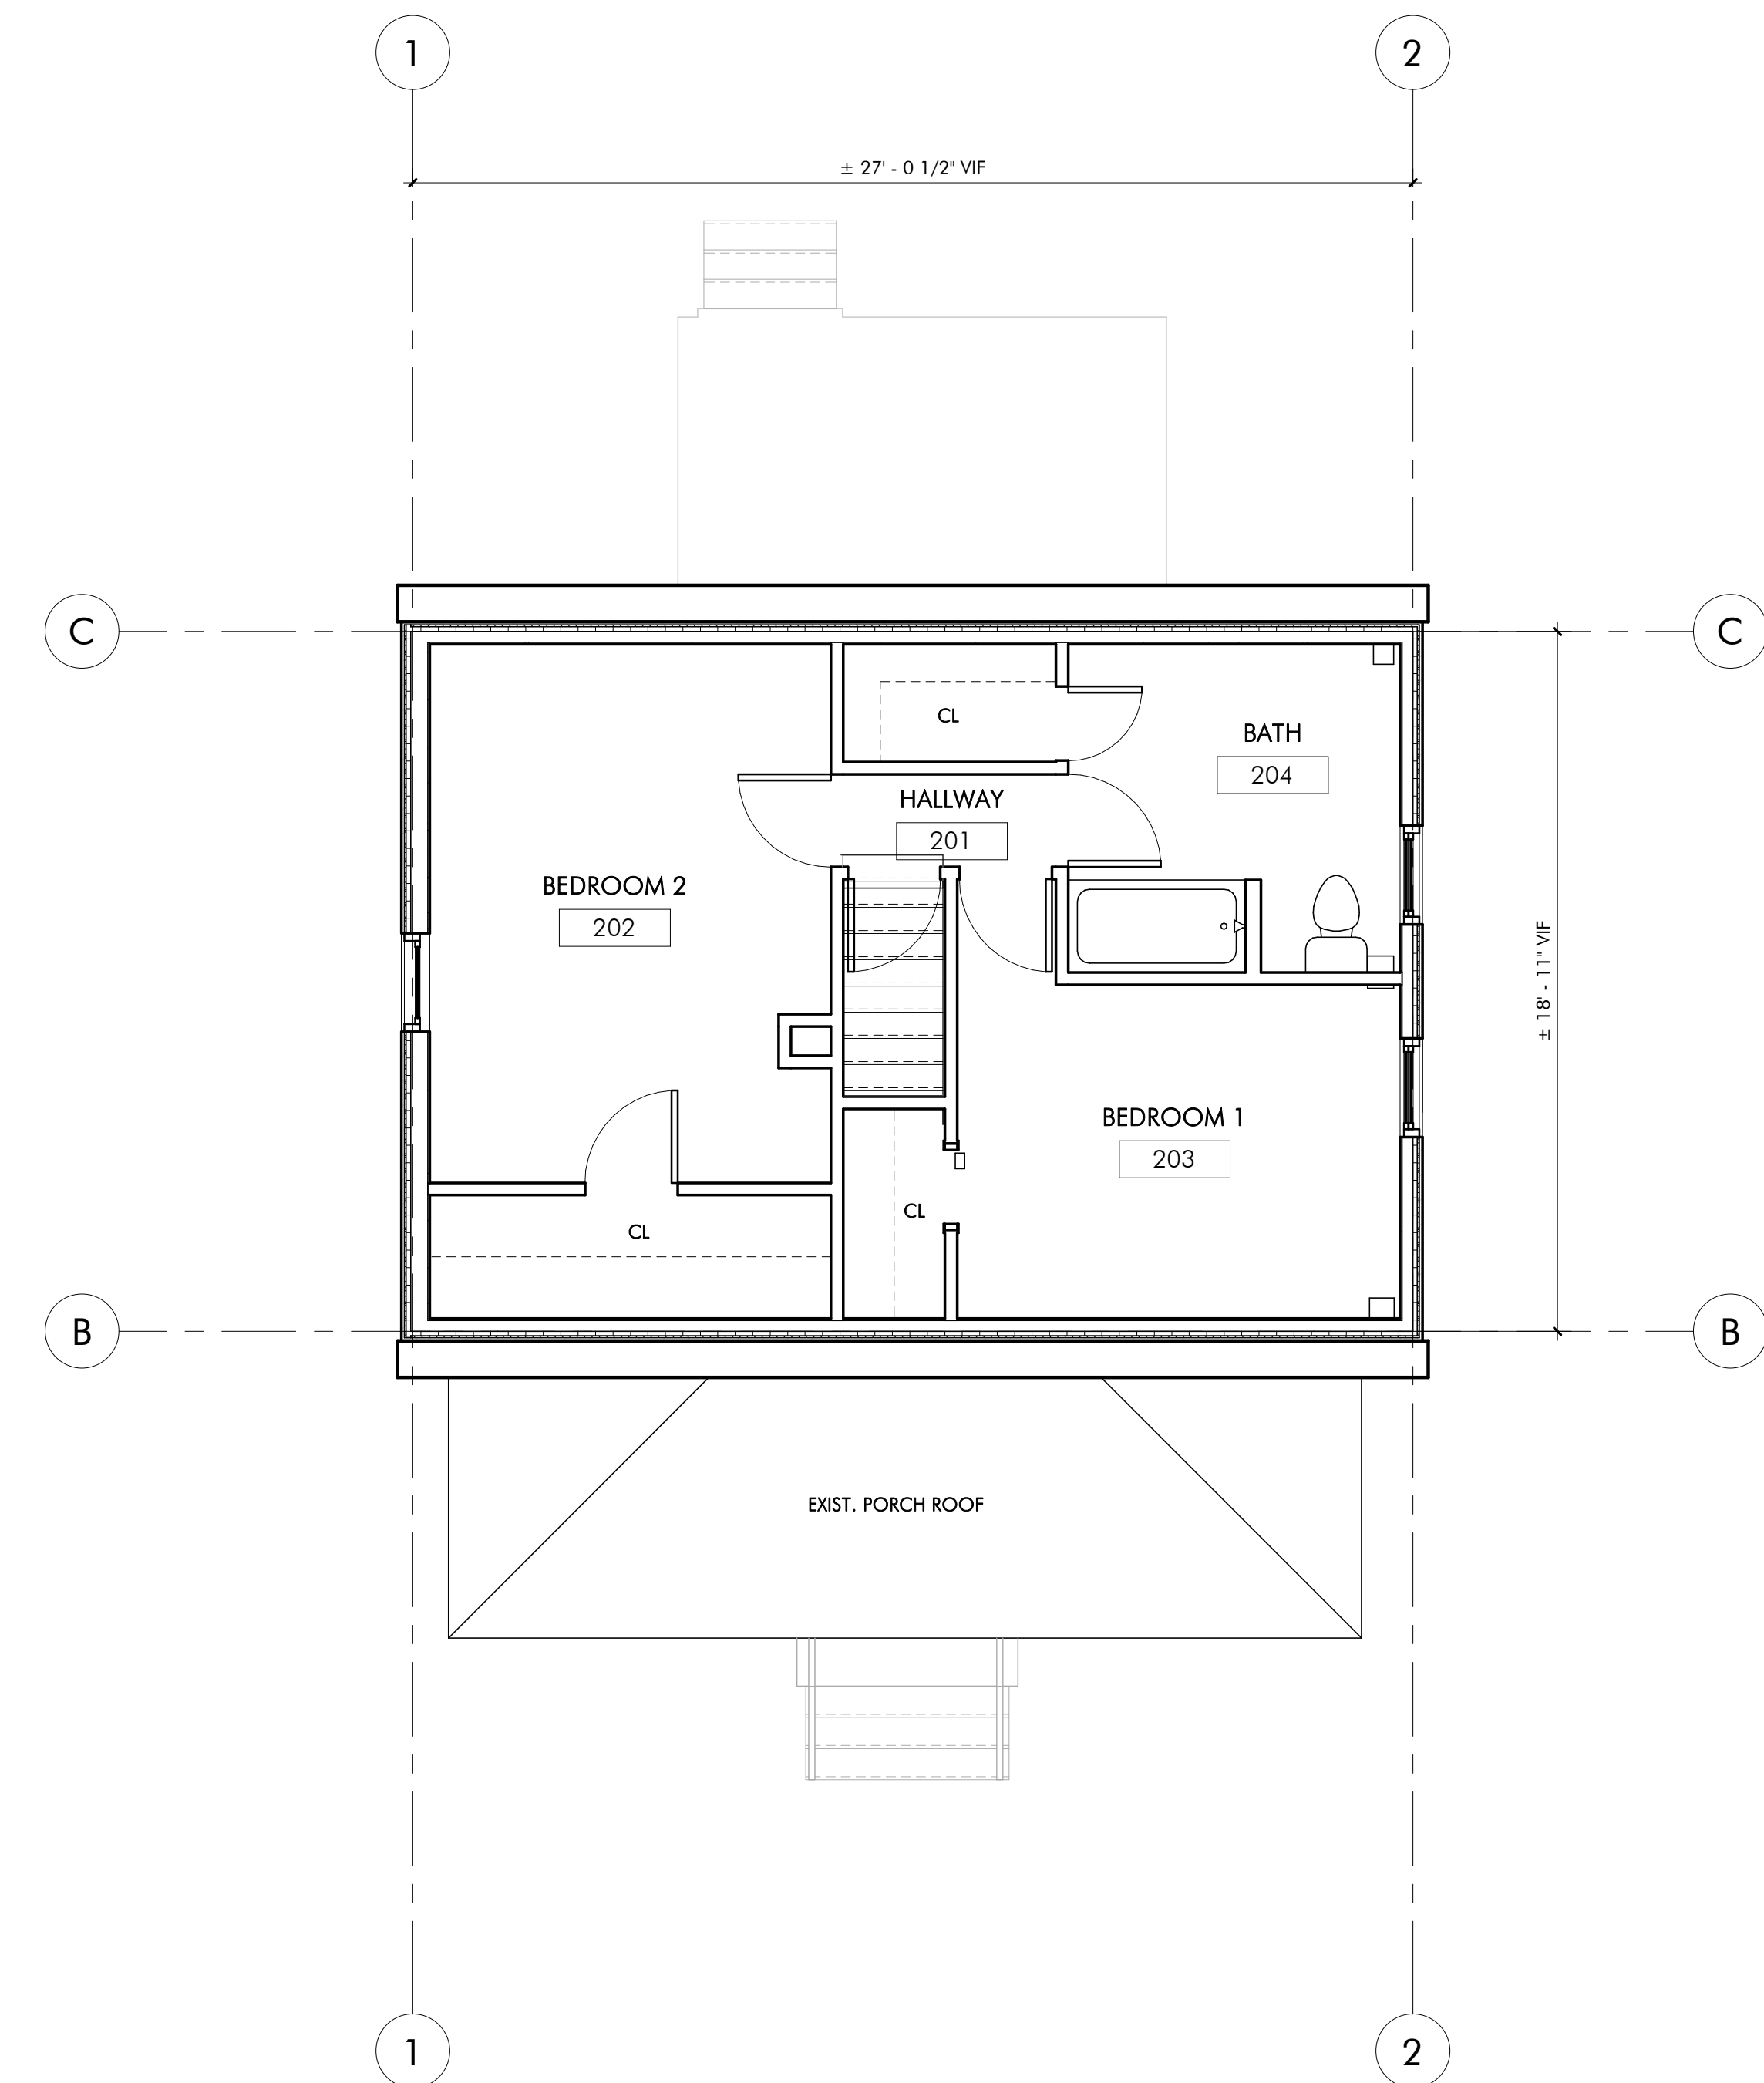 1
2
± 27' - 0 1/2" VIF
C
C
CL
BATH
204
HALLWAY
201
BEDROOM 2
202
± 18' - 11" VIF
BEDROOM 1
203
CL
CL
B
B
EXIST. PORCH ROOF
1
2